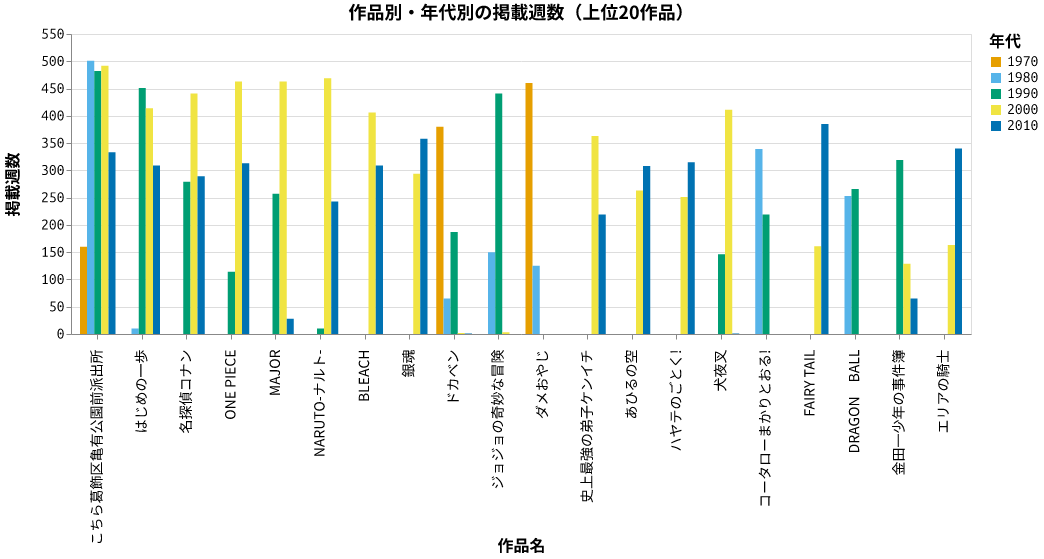 作品別・年代別の掲載週数（上位20作品）
550
500
450
400
350
300
250
200
150
100
50
0
掲載週数
こちら葛飾区亀有公園前派出所
はじめの一歩
名探偵コナン
ONE PIECE
MAJOR
NARUTO-ナルト-
BLEACH
銀魂
ドカベン
ジョジョの奇妙な冒険
ダメおやじ
史上最強の弟子ケンイチ
あひるの空
ハヤテのごとく!
犬夜叉
コータローまかりとおる!
FAIRY TAIL
DRAGON　BALL
金田一少年の事件簿
エリアの騎士
作品名
年代
1970
1980
1990
2000
2010